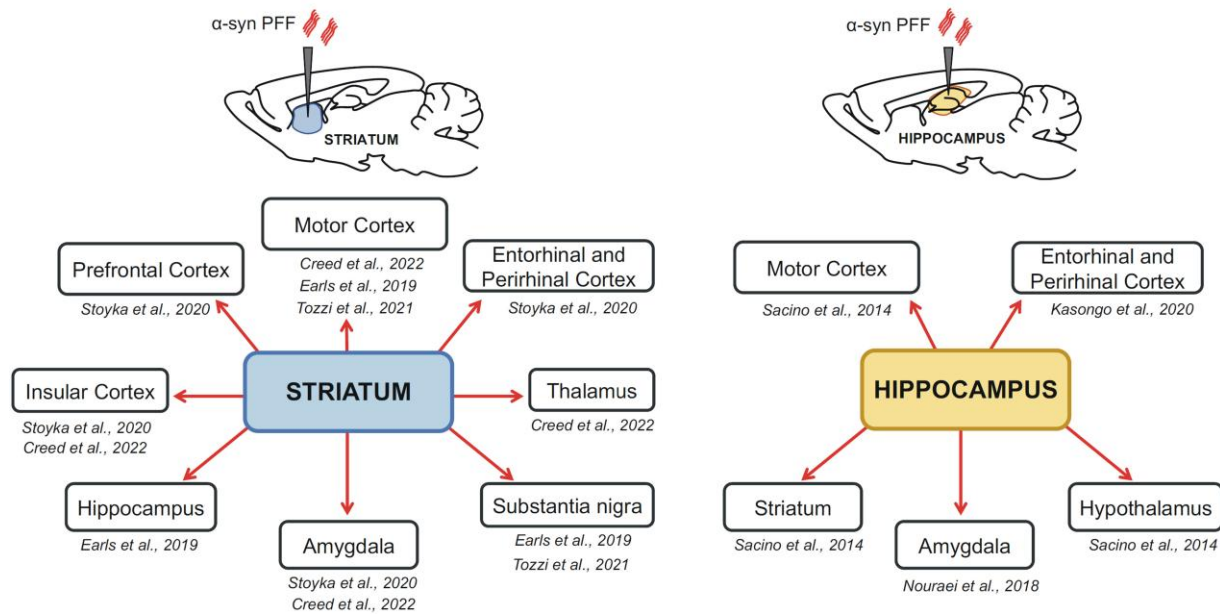 α-syn PFF
STRIATUM
Motor Cortex
Creed et al., 2022
Earls et al., 2019
Tozzi et al., 2021
Prefrontal Cortex
Stoyka et al., 2020
Entorhinal and
Perirhinal Cortex
Stoyka et al., 2020
Insular Cortex
Stoyka et al., 2020
Creed et al., 2022
STRIATUM
Thalamus
Creed et al., 2022
Hippocampus
Earls et al., 2019
Amygdala
Stoyka et al., 2020
Creed et al., 2022
Substantia nigra
Earls et al., 2019
Tozzi et al., 2021
α-syn PFF
HIPPOCAMPUS
Motor Cortex
Sacino et al., 2014
Entorhinal and
Perirhinal Cortex
Kasongo et al., 2020
HIPPOCAMPUS
Striatum
Sacino et al., 2014
Amygdala
Nouraei et al., 2018
Hypothalamus
Sacino et al., 2014